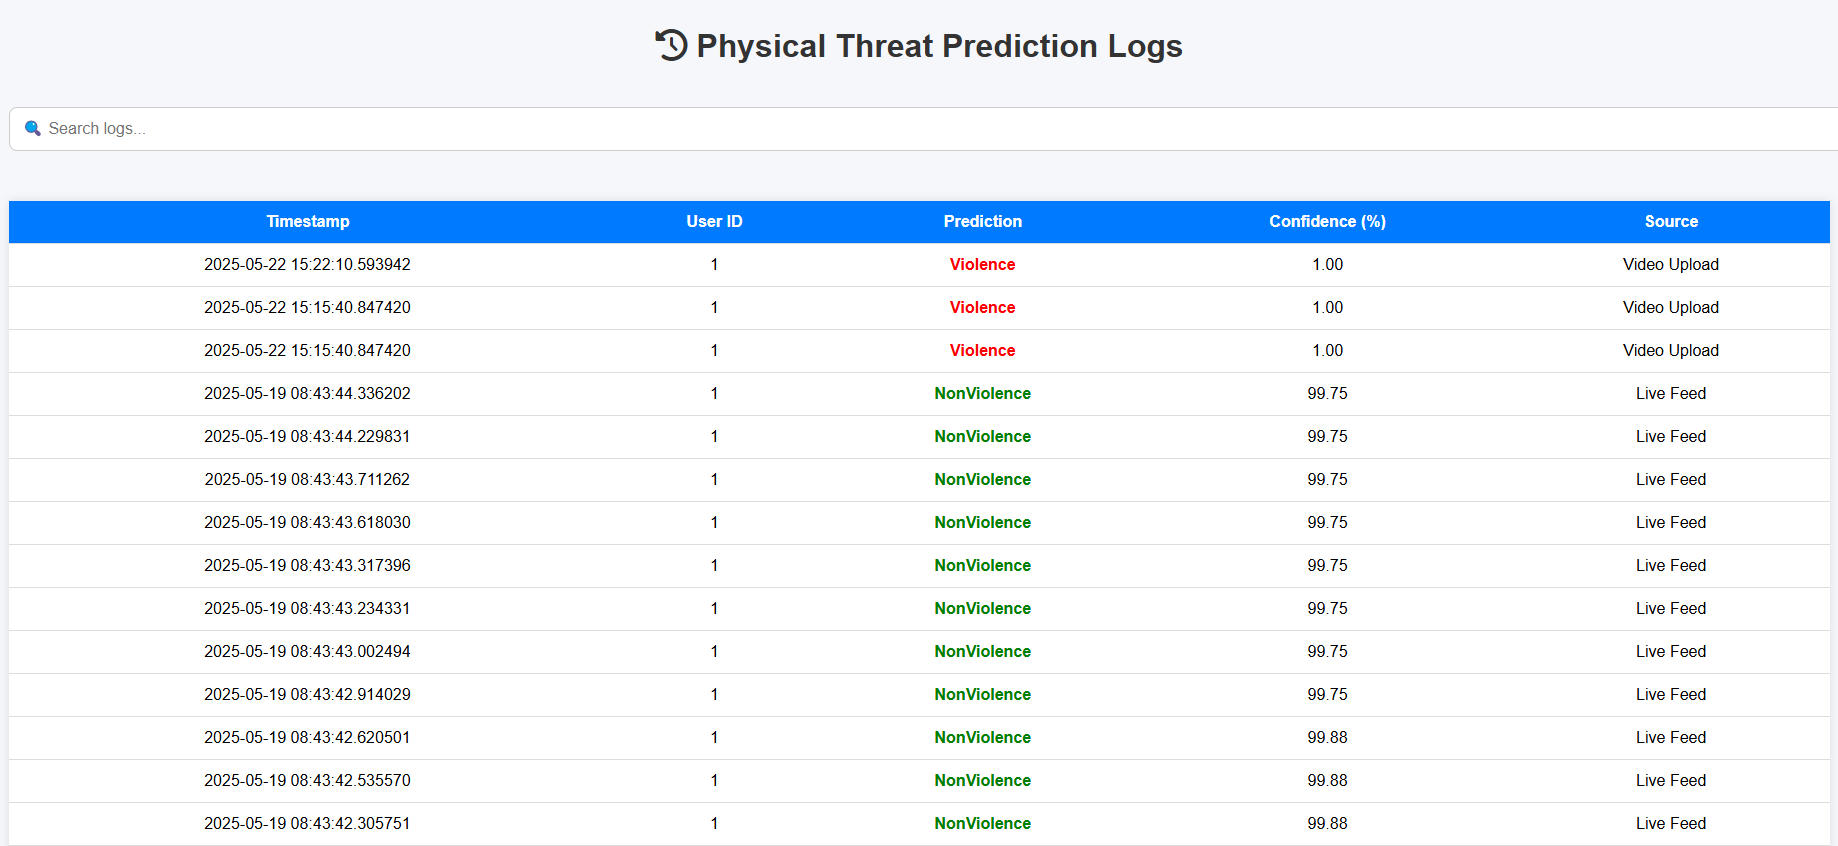 Physical Threat Prediction Logs
Search logs...
Timestamp User ID Prediction Confidence (%) Source
2025-05-22 15:22:10.593942 1 Violence 1.00 Video Upload
2025-05-22 15:15:40.847420 1 Violence 1.00 Video Upload
2025-05-22 15:15:40.847420 1 Violence 1.00 Video Upload
2025-05-19 08:43:44.336202 1 NonViolence 99.75 Live Feed
2025-05-19 08:43:44.229831 1 NonViolence 99.75 Live Feed
2025-05-19 08:43:43.711262 1 NonViolence 99.75 Live Feed
2025-05-19 08:43:43.618030 1 NonViolence 99.75 Live Feed
2025-05-19 08:43:43.317396 1 NonViolence 99.75 Live Feed
2025-05-19 08:43:43.234331 1 NonViolence 99.75 Live Feed
2025-05-19 08:43:43.002494 1 NonViolence 99.75 Live Feed
2025-05-19 08:43:42.914029 1 NonViolence 99.75 Live Feed
2025-05-19 08:43:42.620501 1 NonViolence 99.88 Live Feed
2025-05-19 08:43:42.535570 1 NonViolence 99.88 Live Feed
2025-05-19 08:43:42.305751 1 NonViolence 99.88 Live Feed